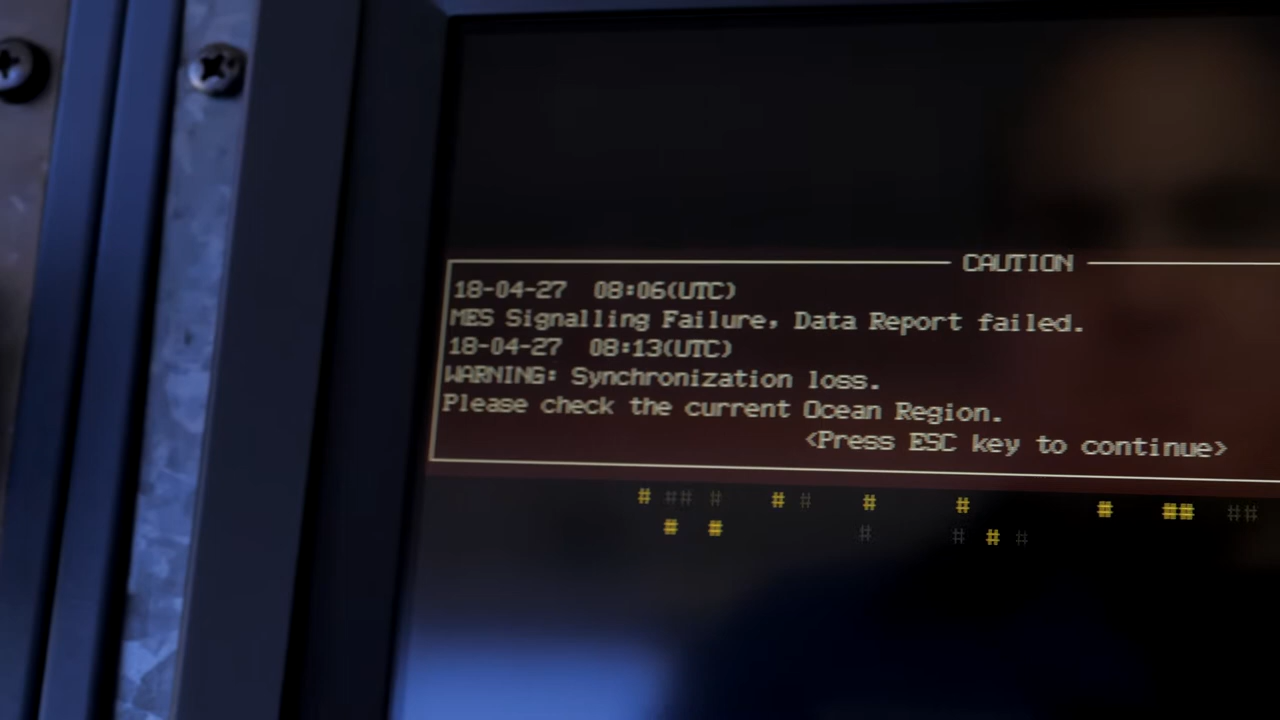 CAUTION
18-04-27 08:06(UTC)
MES Signalling Failure, Data Report failed.
18-04-27 08:13(UTC)
WARNING: Synchronization loss.
Please check the current Ocean Region.
<Press ESC key to continue>
# ## # # # # # # ## ##
# # # # # #